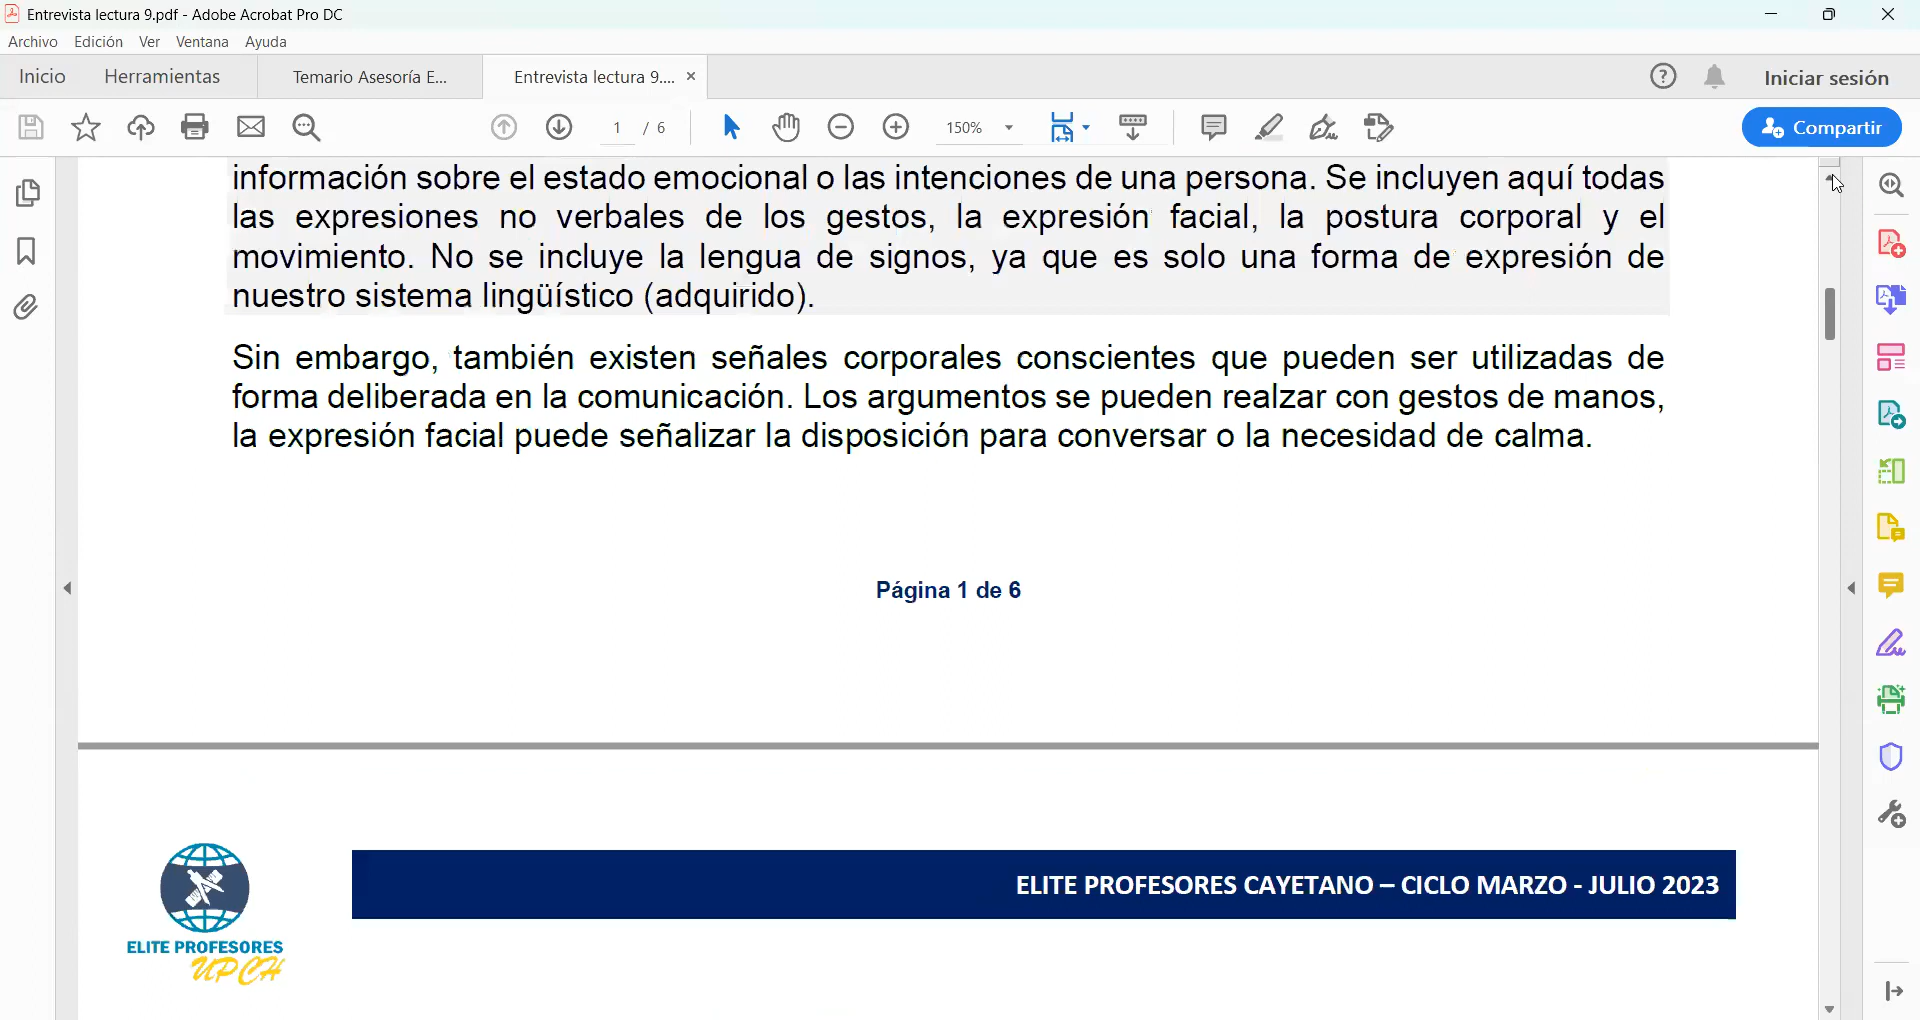 Entrevista lectura 9.pdf - Adobe Acrobat Pro DC
Archivo Edición Ver Ventana Ayuda
Inicio Herramientas Temario Asesoría E... Entrevista lectura 9.... ×
Iniciar sesión
1 / 6 150% Compartir
información sobre el estado emocional o las intenciones de una persona. Se incluyen aquí todas
las expresiones no verbales de los gestos, la expresión facial, la postura corporal y el
movimiento. No se incluye la lengua de signos, ya que es solo una forma de expresión de
nuestro sistema lingüístico (adquirido).
Sin embargo, también existen señales corporales conscientes que pueden ser utilizadas de
forma deliberada en la comunicación. Los argumentos se pueden realzar con gestos de manos,
la expresión facial puede señalizar la disposición para conversar o la necesidad de calma.
Página 1 de 6
ELITE PROFESORES CAYETANO – CICLO MARZO - JULIO 2023
ELITE PROFESORES
UPCH